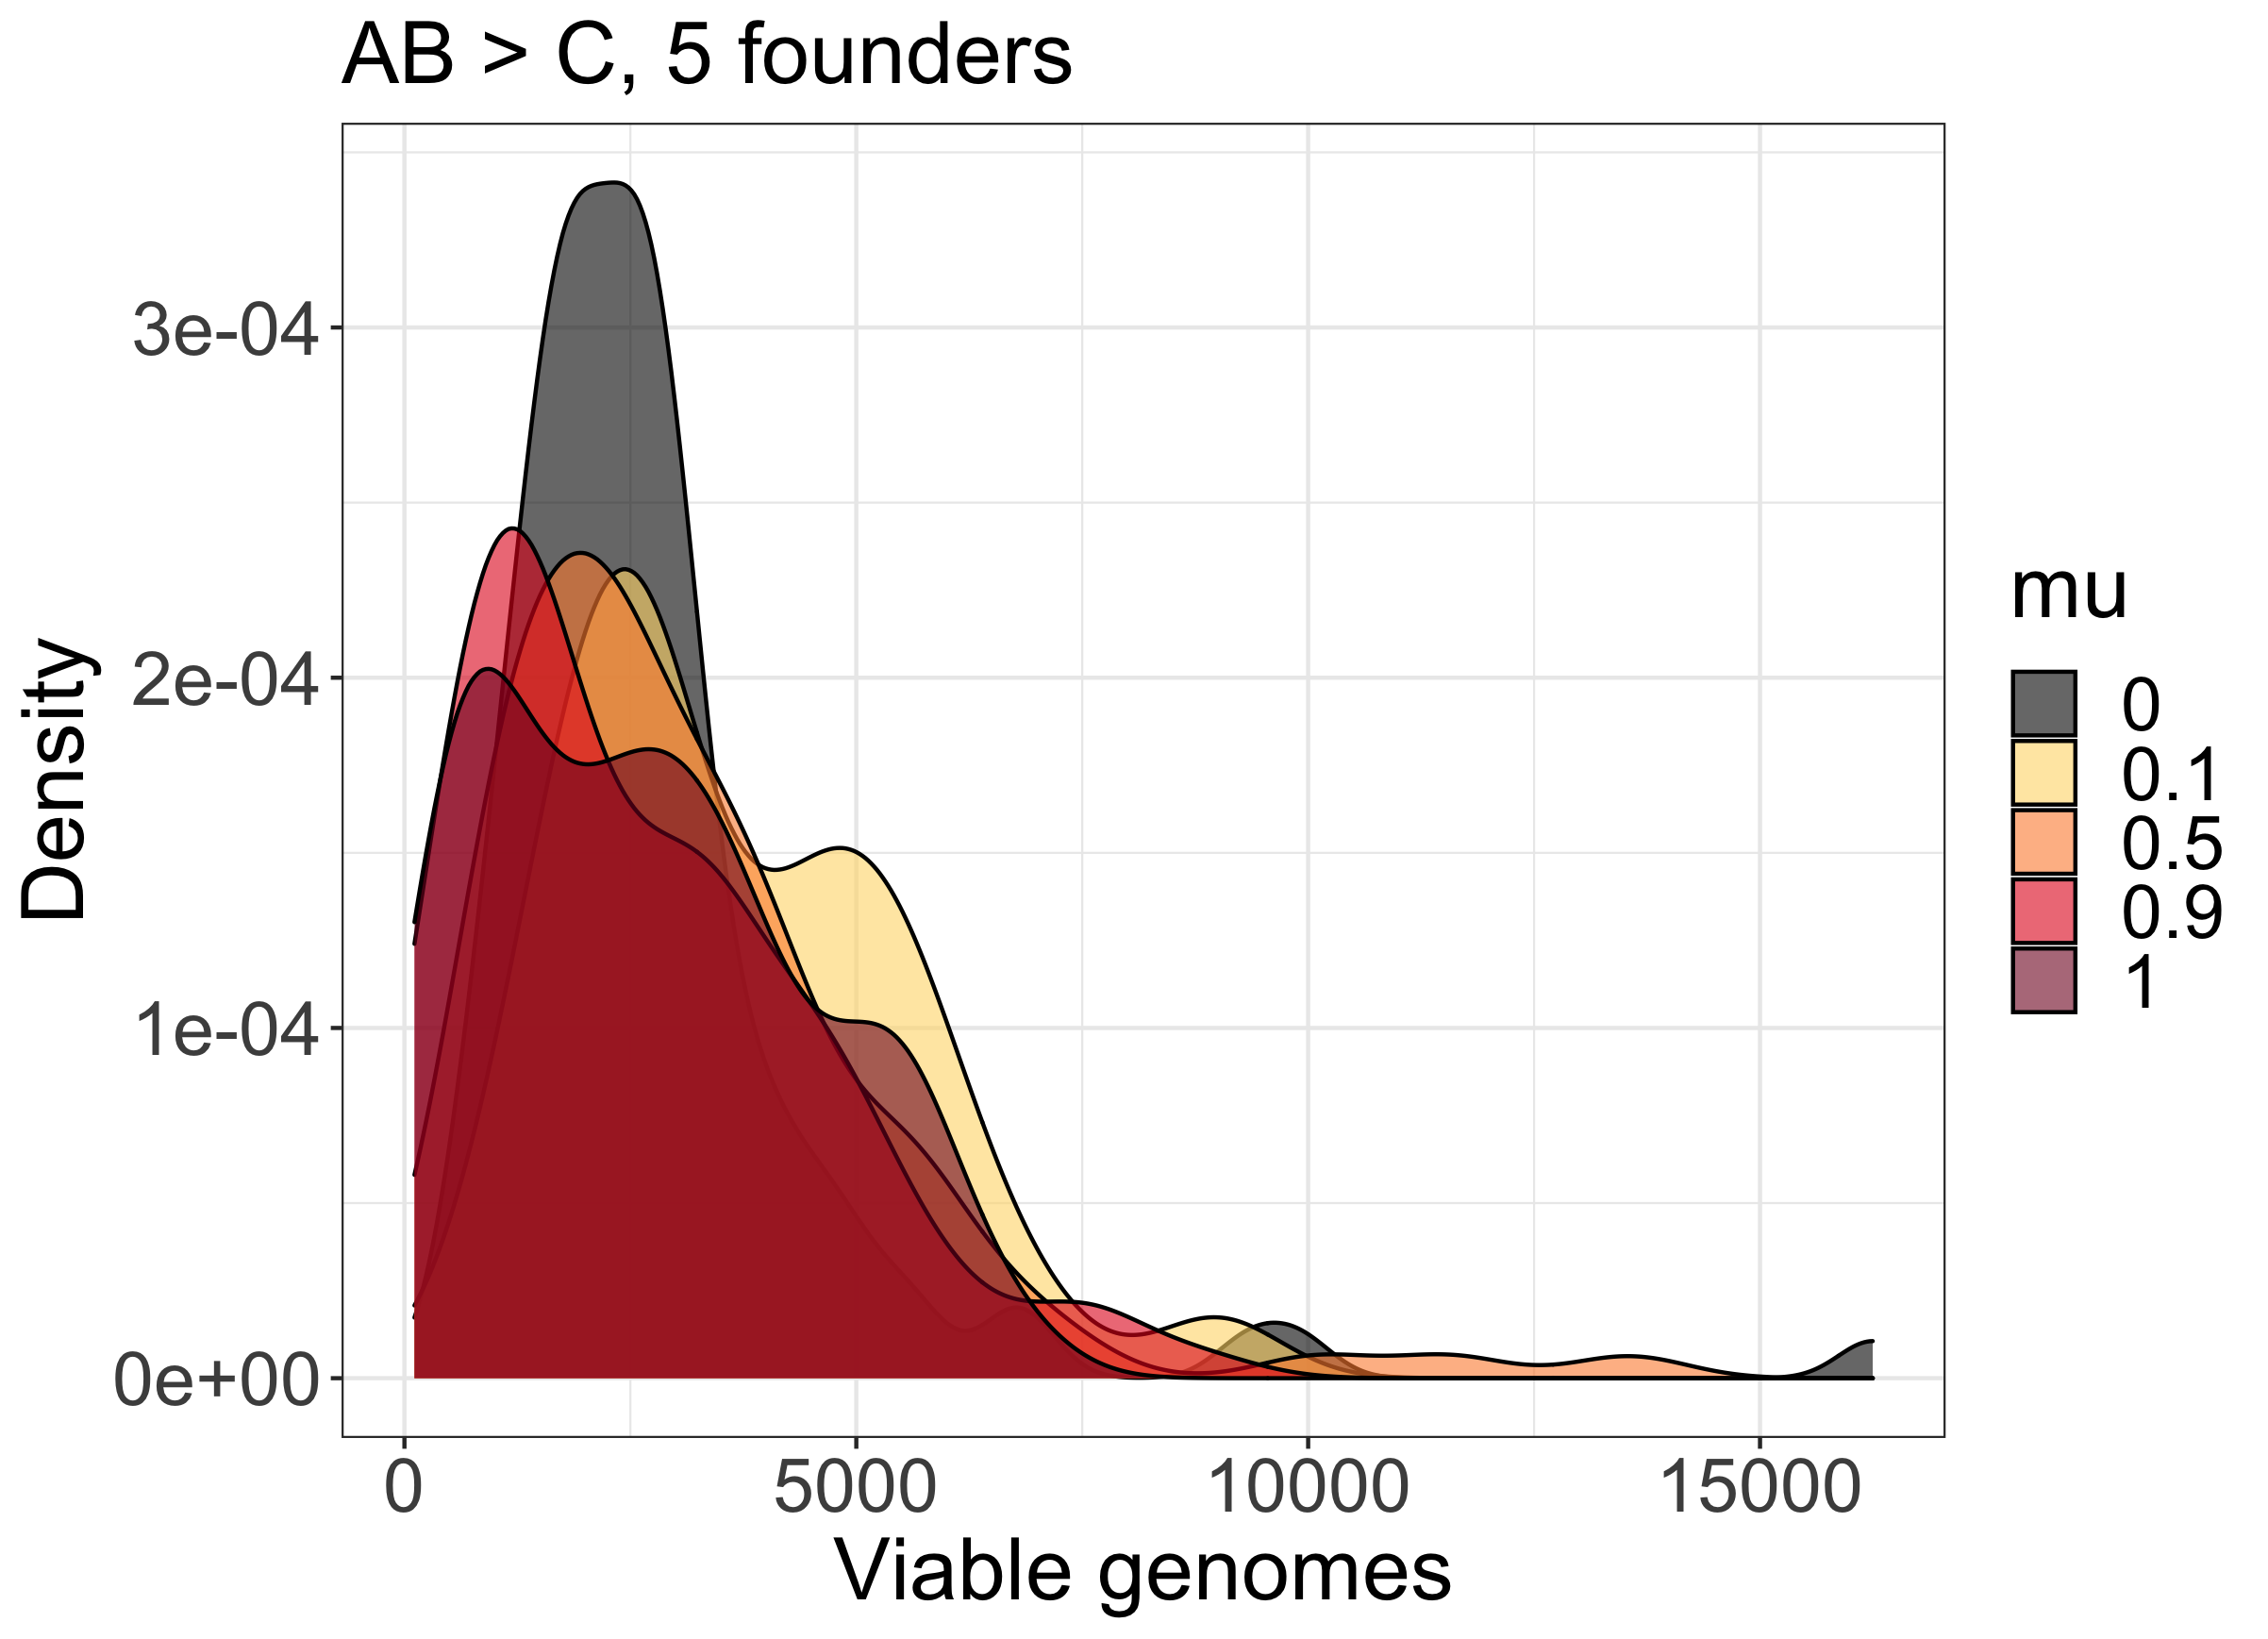 AB > C, 5 founders
Density
3e-04
2e-04
1e-04
0e+00
0
5000
10000
15000
Viable genomes
mu
0
0.1
0.5
0.9
1